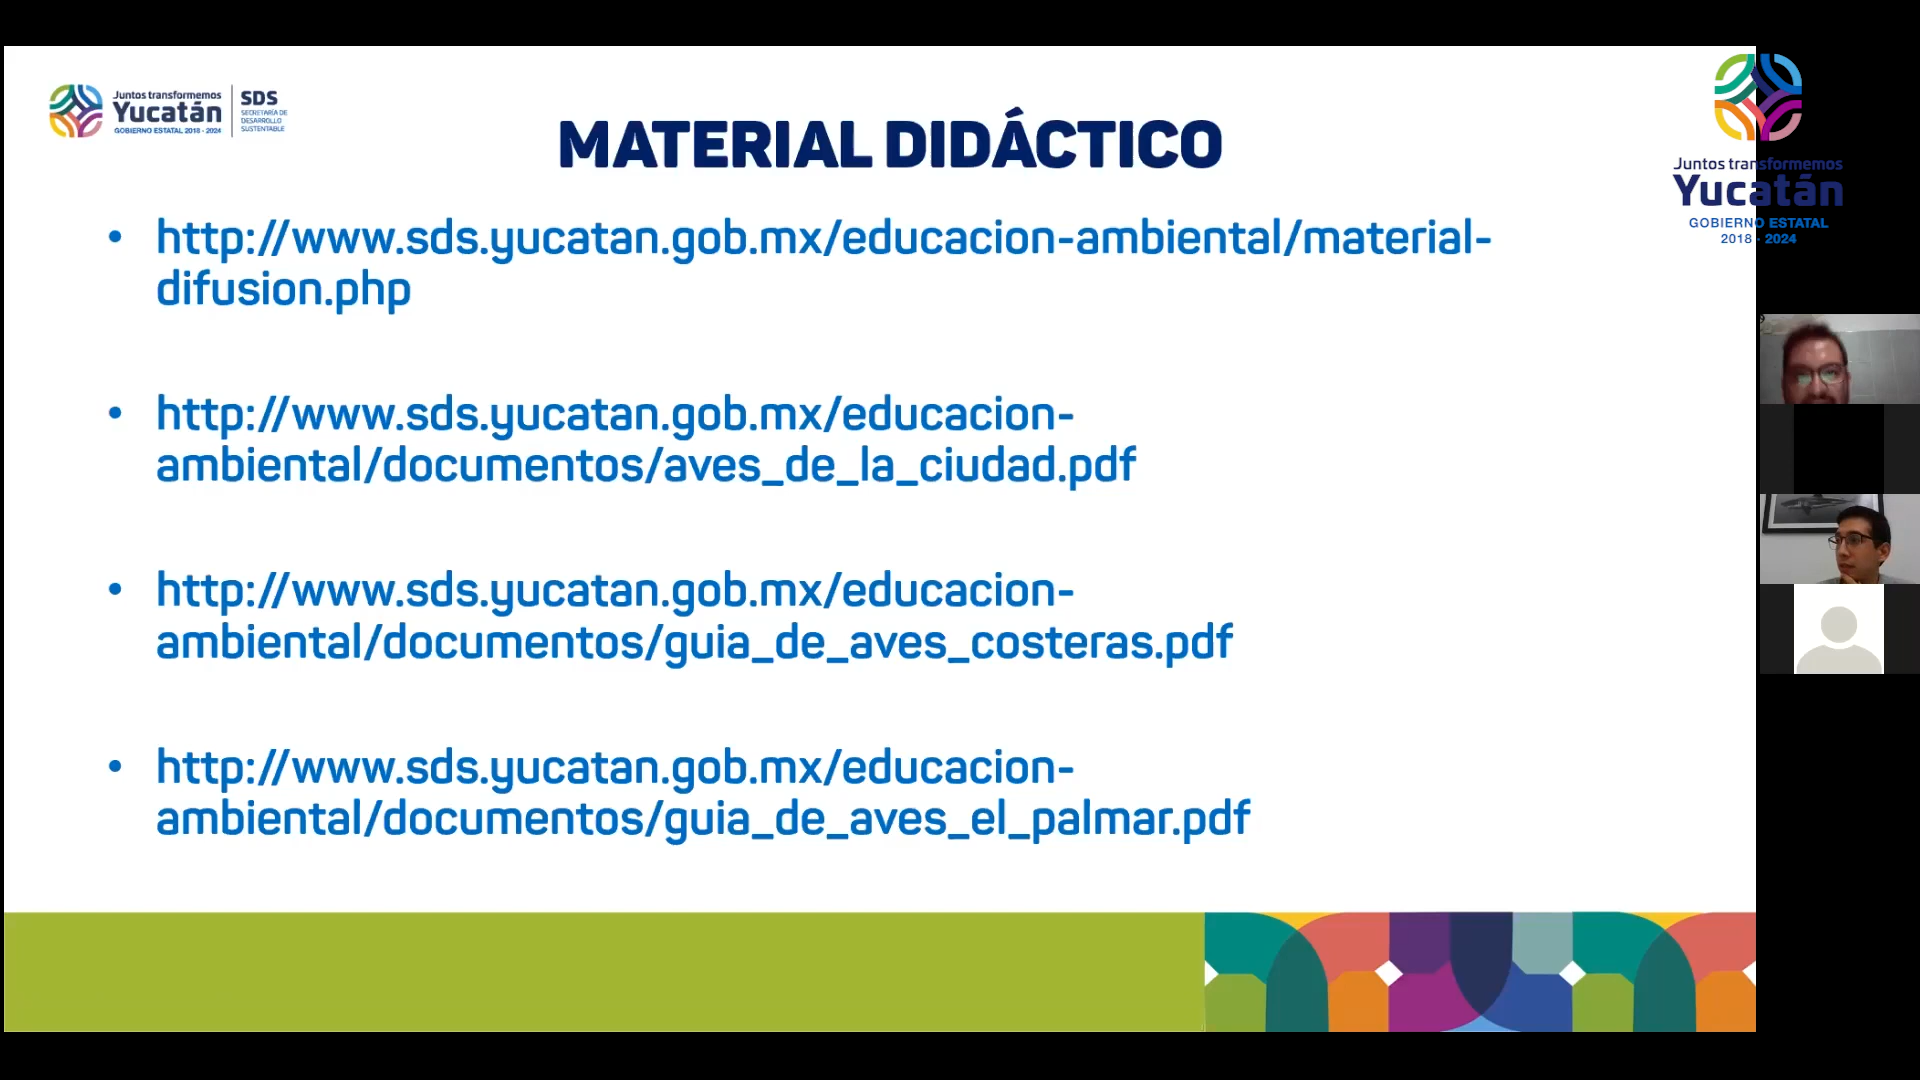 Juntos transformemos
Yucatán
GOBIERNO ESTATAL 2018 - 2024
SDS
SECRETARÍA DE
DESARROLLO
SUSTENTABLE
MATERIAL DIDÁCTICO
Juntos transformemos
Yucatán
GOBIERNO ESTATAL
2018 - 2024
• http://www.sds.yucatan.gob.mx/educacion-ambiental/material-
difusion.php
• http://www.sds.yucatan.gob.mx/educacion-
ambiental/documentos/aves_de_la_ciudad.pdf
• http://www.sds.yucatan.gob.mx/educacion-
ambiental/documentos/guia_de_aves_costeras.pdf
• http://www.sds.yucatan.gob.mx/educacion-
ambiental/documentos/guia_de_aves_el_palmar.pdf